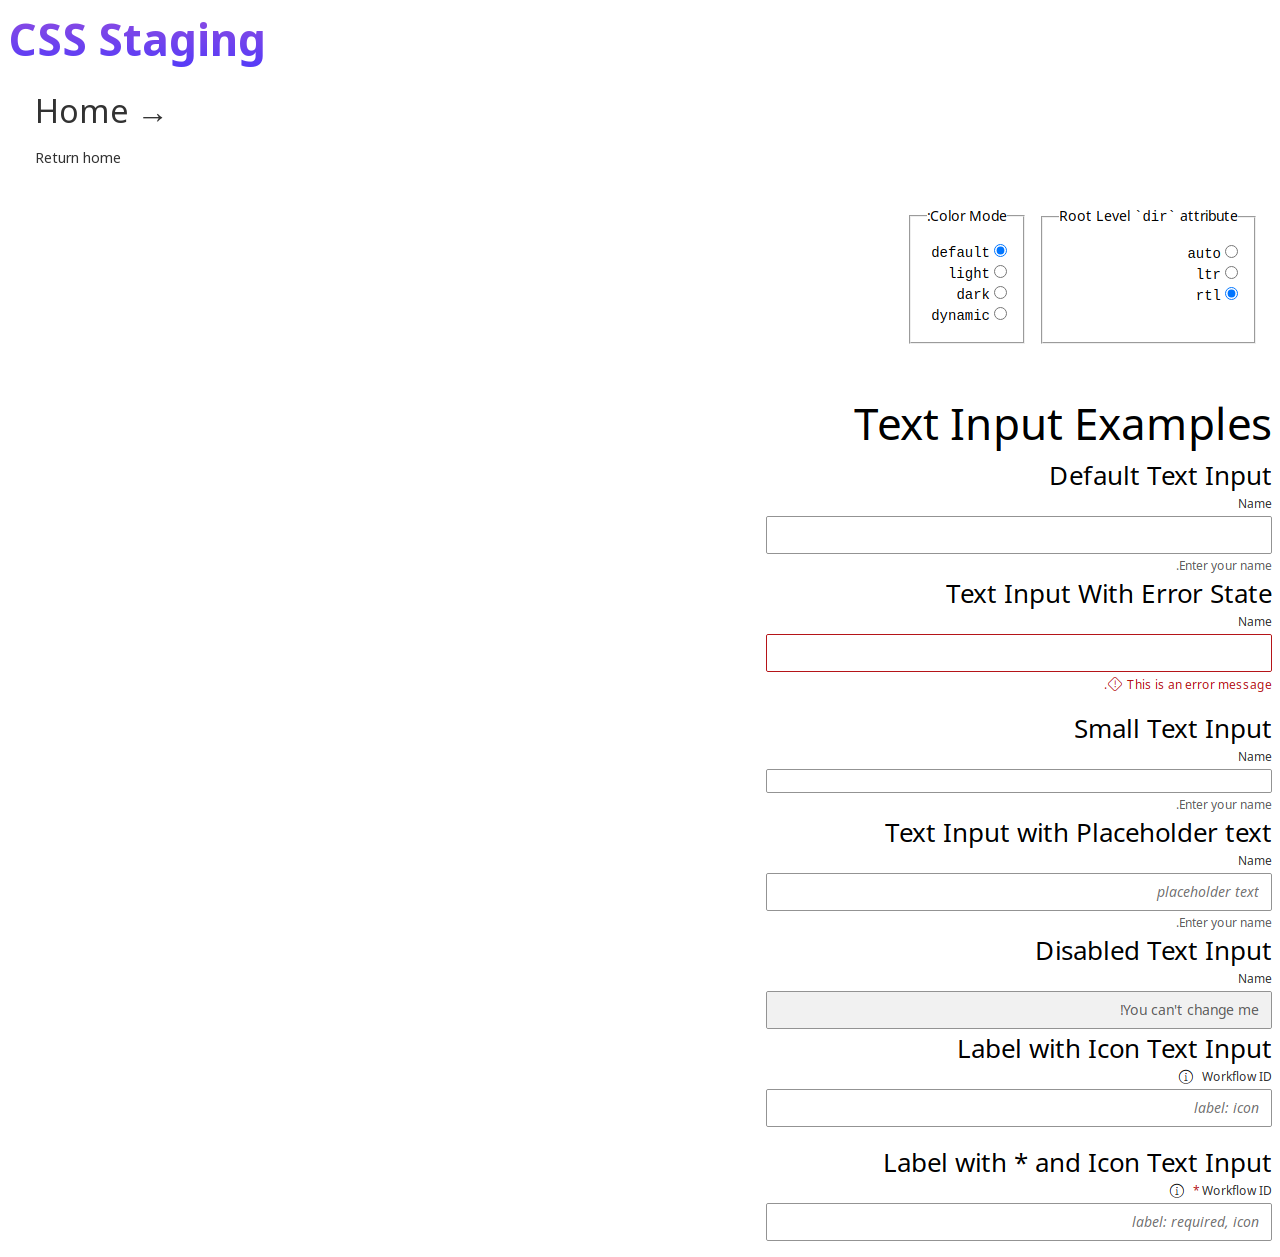 CSS Staging
Home →
Return home
Root Level `dir` attribute
auto
ltr
rtl
:Color Mode
default
light
dark
dynamic
Text Input Examples
Default Text Input
Name
.Enter your name
Text Input With Error State
Name
. This is an error message
Small Text Input
Name
.Enter your name
Text Input with Placeholder text
Name
placeholder text
.Enter your name
Disabled Text Input
Name
!You can't change me
Label with Icon Text Input
Workflow ID
label: icon
Label with * and Icon Text Input
* Workflow ID
label: required, icon